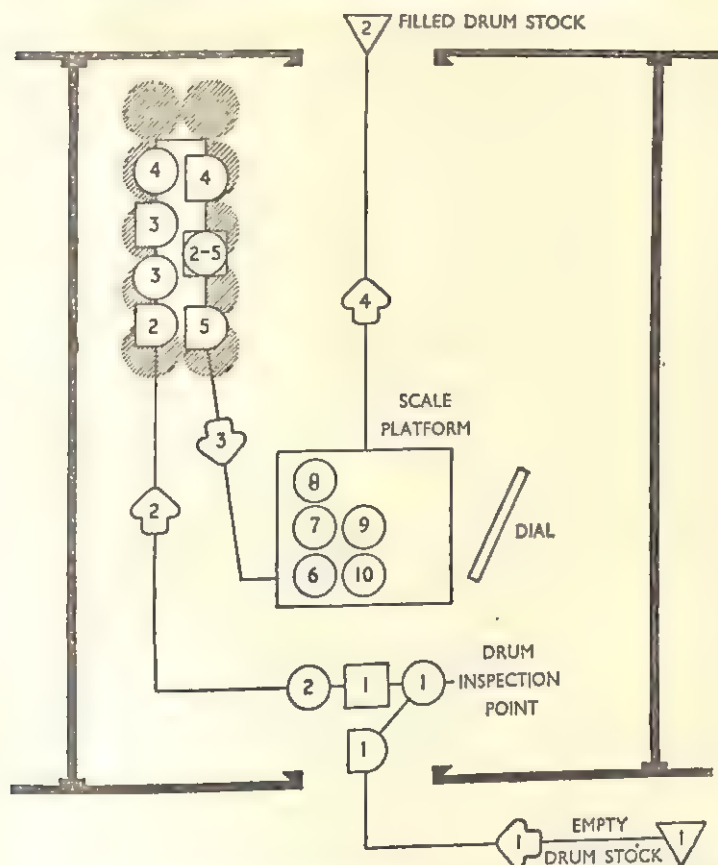 2 FILLED DRUM STOCK
4 4
3 2-5
3
2 5
4
3
SCALE
PLATFORM
2
8
7 9
6 10
DIAL
DRUM
INSPECTION
POINT
2 1 1
1
EMPTY
1 1
DRUM STOCK